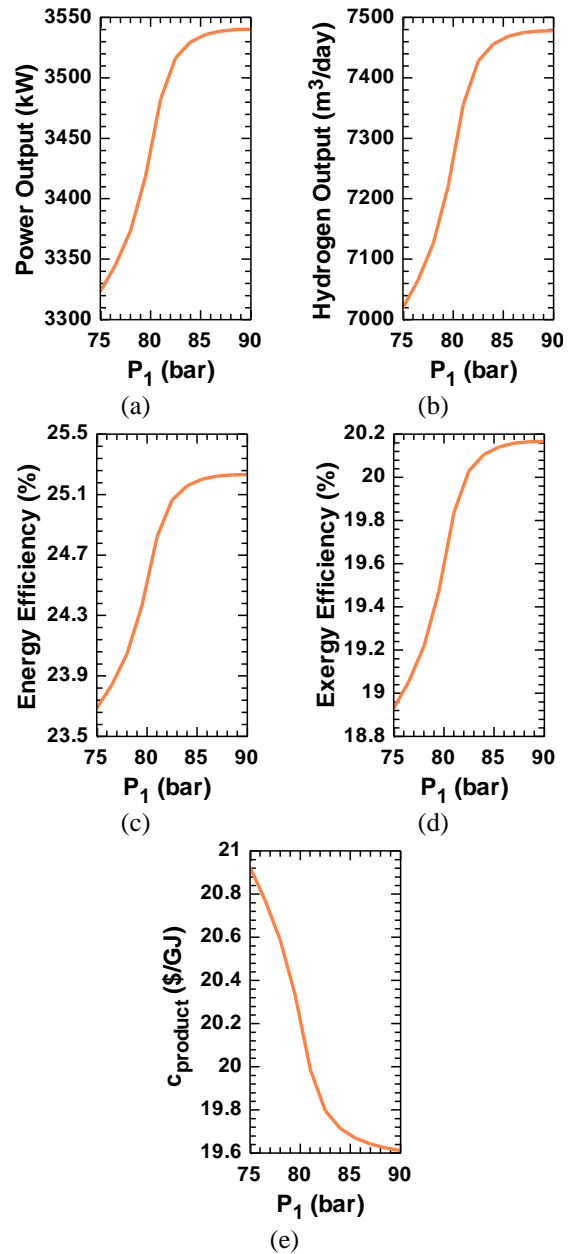 Power Output (kW)
3550
3500
3450
3400
3350
3300
75 80 85 90
P1 (bar)
(a)
Hydrogen Output (m³/day)
7500
7400
7300
7200
7100
7000
75 80 85 90
P1 (bar)
(b)
Energy Efficiency (%)
25.5
25.1
24.7
24.3
23.9
23.5
75 80 85 90
P1 (bar)
(c)
Exergy Efficiency (%)
20.2
20
19.8
19.6
19.4
19.2
19
18.8
75 80 85 90
P1 (bar)
(d)
cproduct ($/GJ)
21
20.8
20.6
20.4
20.2
20
19.8
19.6
75 80 85 90
P1 (bar)
(e)